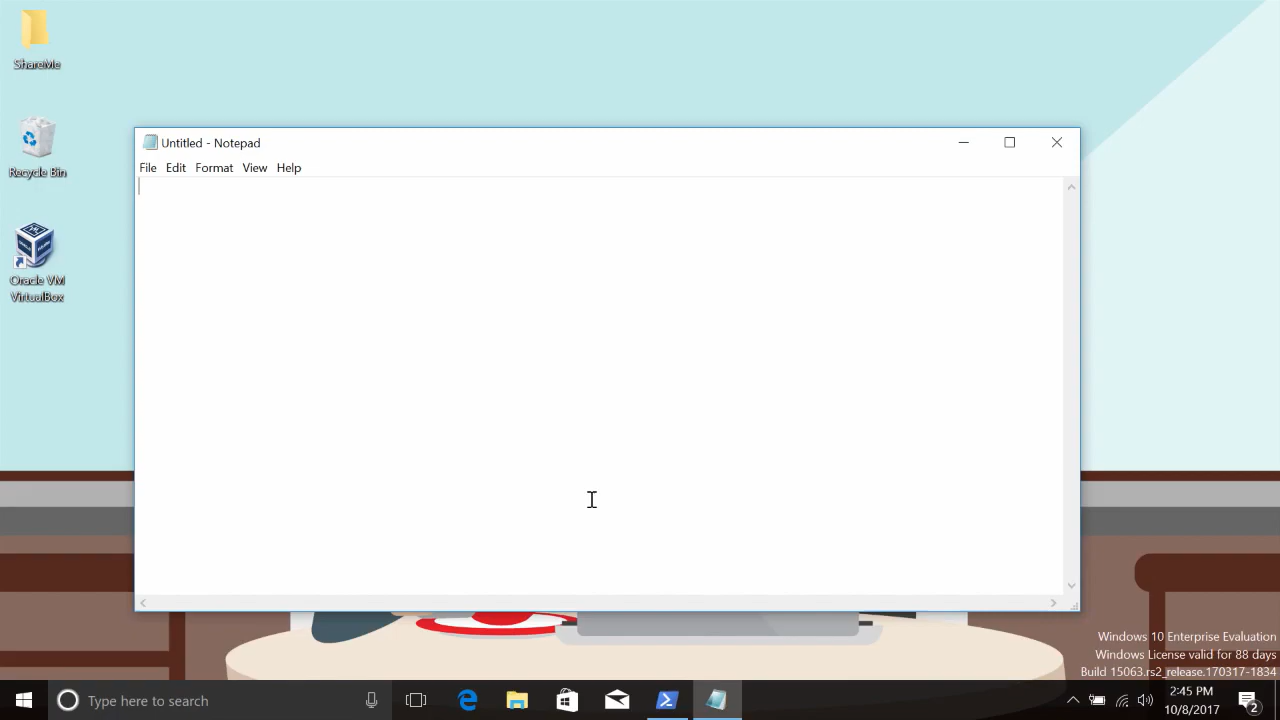 ShareMe
Recycle Bin
Oracle VM
VirtualBox
Untitled - Notepad
File Edit Format View Help
Windows 10 Enterprise Evaluation
Windows License valid for 88 days
Build 15063.rs2_release.170317-1834
Type here to search
2:45 PM
10/8/2017
2